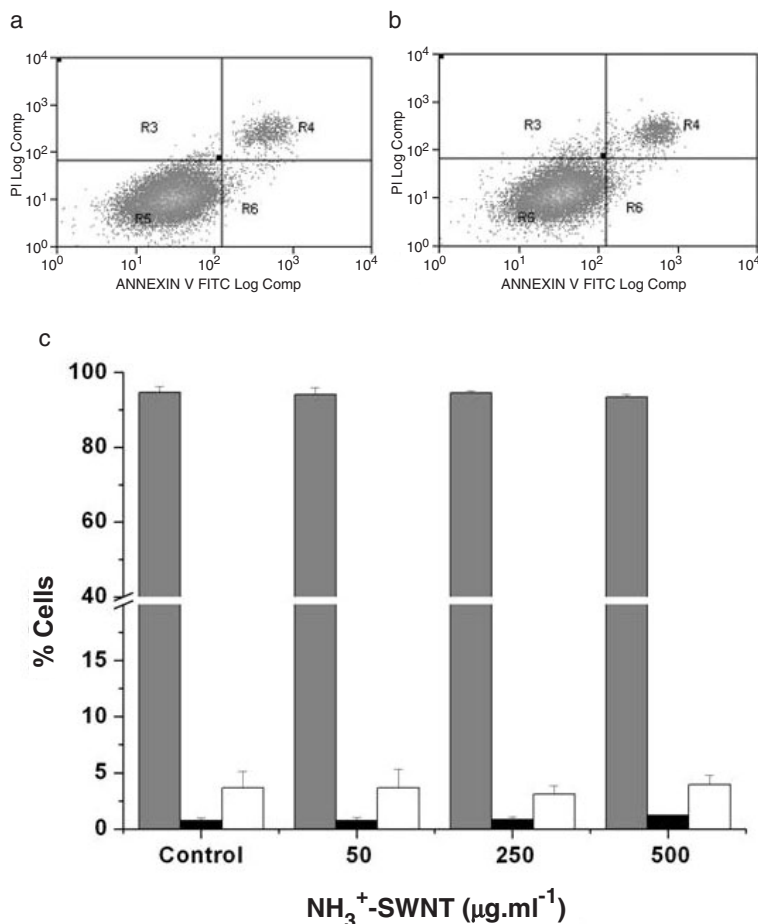 a
b
10⁴
10³
10²
10¹
10⁰
PI Log Comp
R3
R4
R5
R6
10⁰
10¹
10²
10³
10⁴
ANNEXIN V FITC Log Comp
10⁴
10³
10²
10¹
10⁰
PI Log Comp
R3
R4
R6
10⁰
10¹
10²
10³
10⁴
ANNEXIN V FITC Log Comp
c
100
80
60
40
15
10
5
0
% Cells
Control
50
250
500
NH₃⁺-SWNT (μg.ml⁻¹)